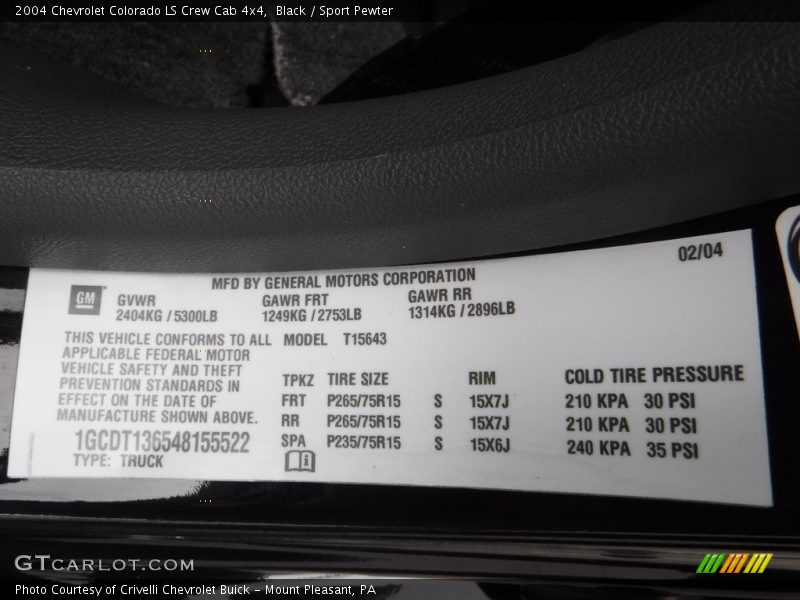 2004 Chevrolet Colorado LS Crew Cab 4x4,  Black / Sport Pewter
02/04
MFD BY GENERAL MOTORS CORPORATION
GM
GVWR GAWR FRT GAWR RR
2404KG / 5300LB 1249KG / 2753LB 1314KG / 2896LB
THIS VEHICLE CONFORMS TO ALL MODEL T15643
APPLICABLE FEDERAL MOTOR
VEHICLE SAFETY AND THEFT
PREVENTION STANDARDS IN
EFFECT ON THE DATE OF
MANUFACTURE SHOWN ABOVE.
1GCDT136548155522
TYPE: TRUCK
TPKZ TIRE SIZE RIM COLD TIRE PRESSURE
FRT P265/75R15 S 15X7J 210 KPA 30 PSI
RR P265/75R15 S 15X7J 210 KPA 30 PSI
SPA P235/75R15 S 15X6J 240 KPA 35 PSI
GTCARLOT.COM
Photo Courtesy of Crivelli Chevrolet Buick - Mount Pleasant, PA